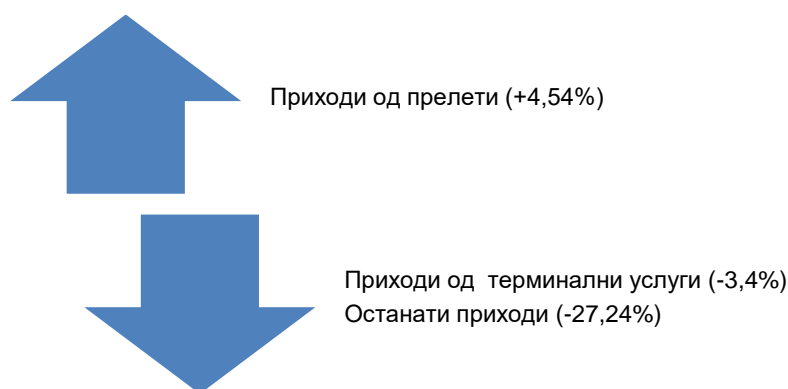 Приходи од прелети (+4,54%)
Приходи од терминални услуги (-3,4%)
Останати приходи (-27,24%)